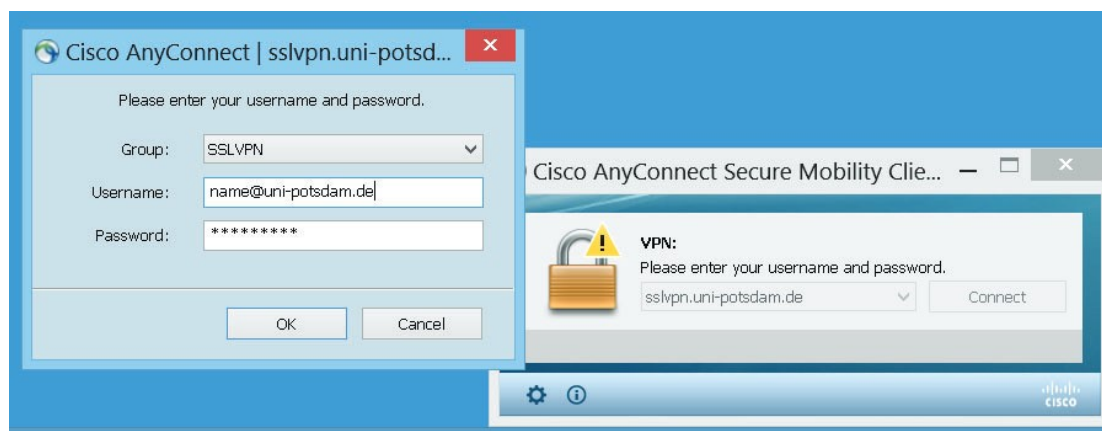 Cisco AnyConnect | sslvpn.uni-potsd...
Please enter your username and password.
Group:
SSLVPN
Username:
name@uni-potsdam.de
Password:
*********
OK
Cancel
Cisco AnyConnect Secure Mobility Clie...
VPN:
Please enter your username and password.
sslvpn.uni-potsdam.de
Connect
CISCO